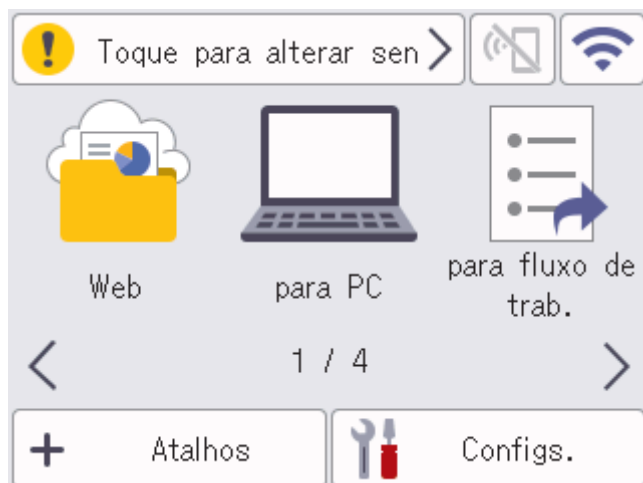 Toque para alterar sen
Web
para PC
para fluxo de
trab.
1 / 4
Atalhos
Configs.